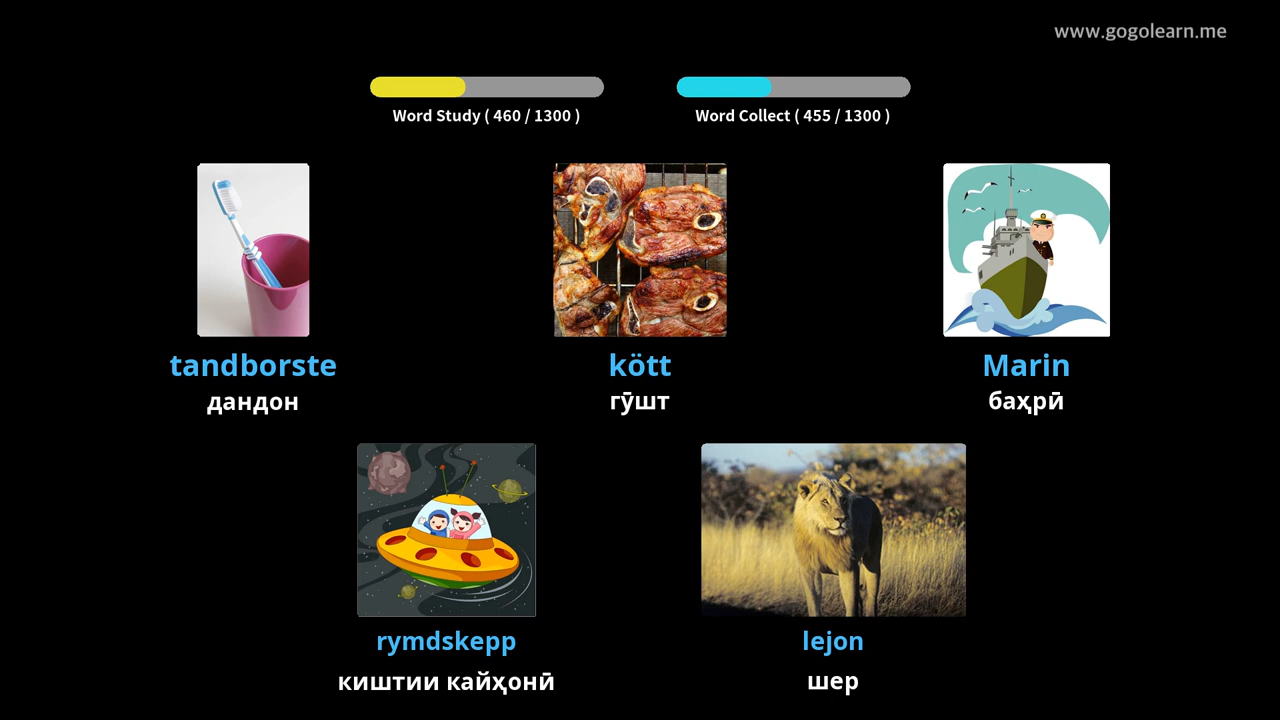 www.gogolearn.me
Word Study ( 460 / 1300 )
Word Collect ( 455 / 1300 )
tandborste
дандон
kött
гӯшт
Marin
баҳрӣ
rymdskepp
киштии кайҳонӣ
lejon
шер